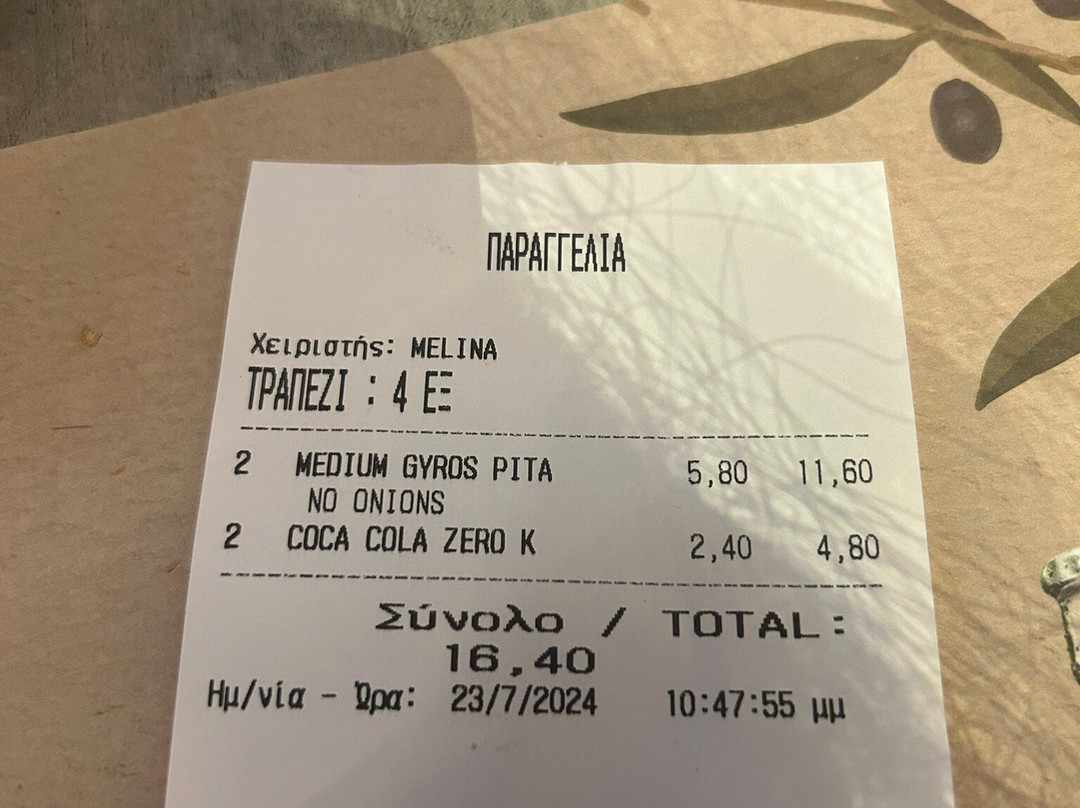 ΠΑΡΑΓΓΕΛΙΑ
Χειριστής: MELINA
ΤΡΑΠΕΖΙ : 4 ΕΞ
2 MEDIUM GYROS PITA 5,80 11,60
NO ONIONS
2 COCA COLA ZERO K 2,40 4,80
Σύνολο / TOTAL:
16,40
Ημ/νία - Ώρα: 23/7/2024 10:47:55 μμ